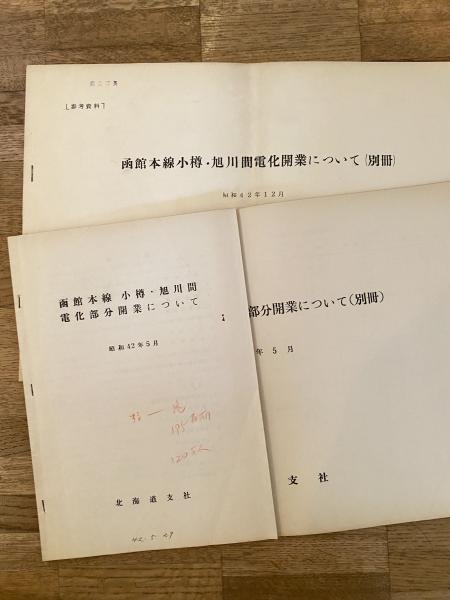 [参考資料]
函館本線小樽・旭川間電化開業について(別冊)
昭和42年12月
部分開業について(別冊)
年 5 月
支 社
函館本線 小樽・旭川間
電化部分開業について
昭和42年5月
北 海 道 支 社
42. 5. 29